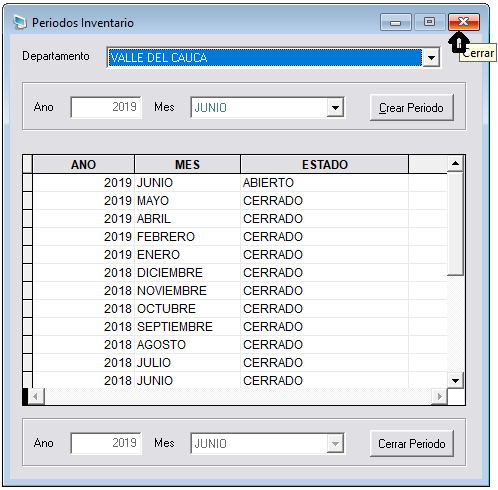 Periodos Inventario
Cerrar
Departamento VALLE DEL CAUCA
Ano 2019 Mes JUNIO Crear Periodo
ANO MES ESTADO
2019 JUNIO ABIERTO
2019 MAYO CERRADO
2019 ABRIL CERRADO
2019 FEBRERO CERRADO
2019 ENERO CERRADO
2018 DICIEMBRE CERRADO
2018 NOVIEMBRE CERRADO
2018 OCTUBRE CERRADO
2018 SEPTIEMBRE CERRADO
2018 AGOSTO CERRADO
2018 JULIO CERRADO
2018 JUNIO CERRADO
Ano 2019 Mes JUNIO Cerrar Periodo